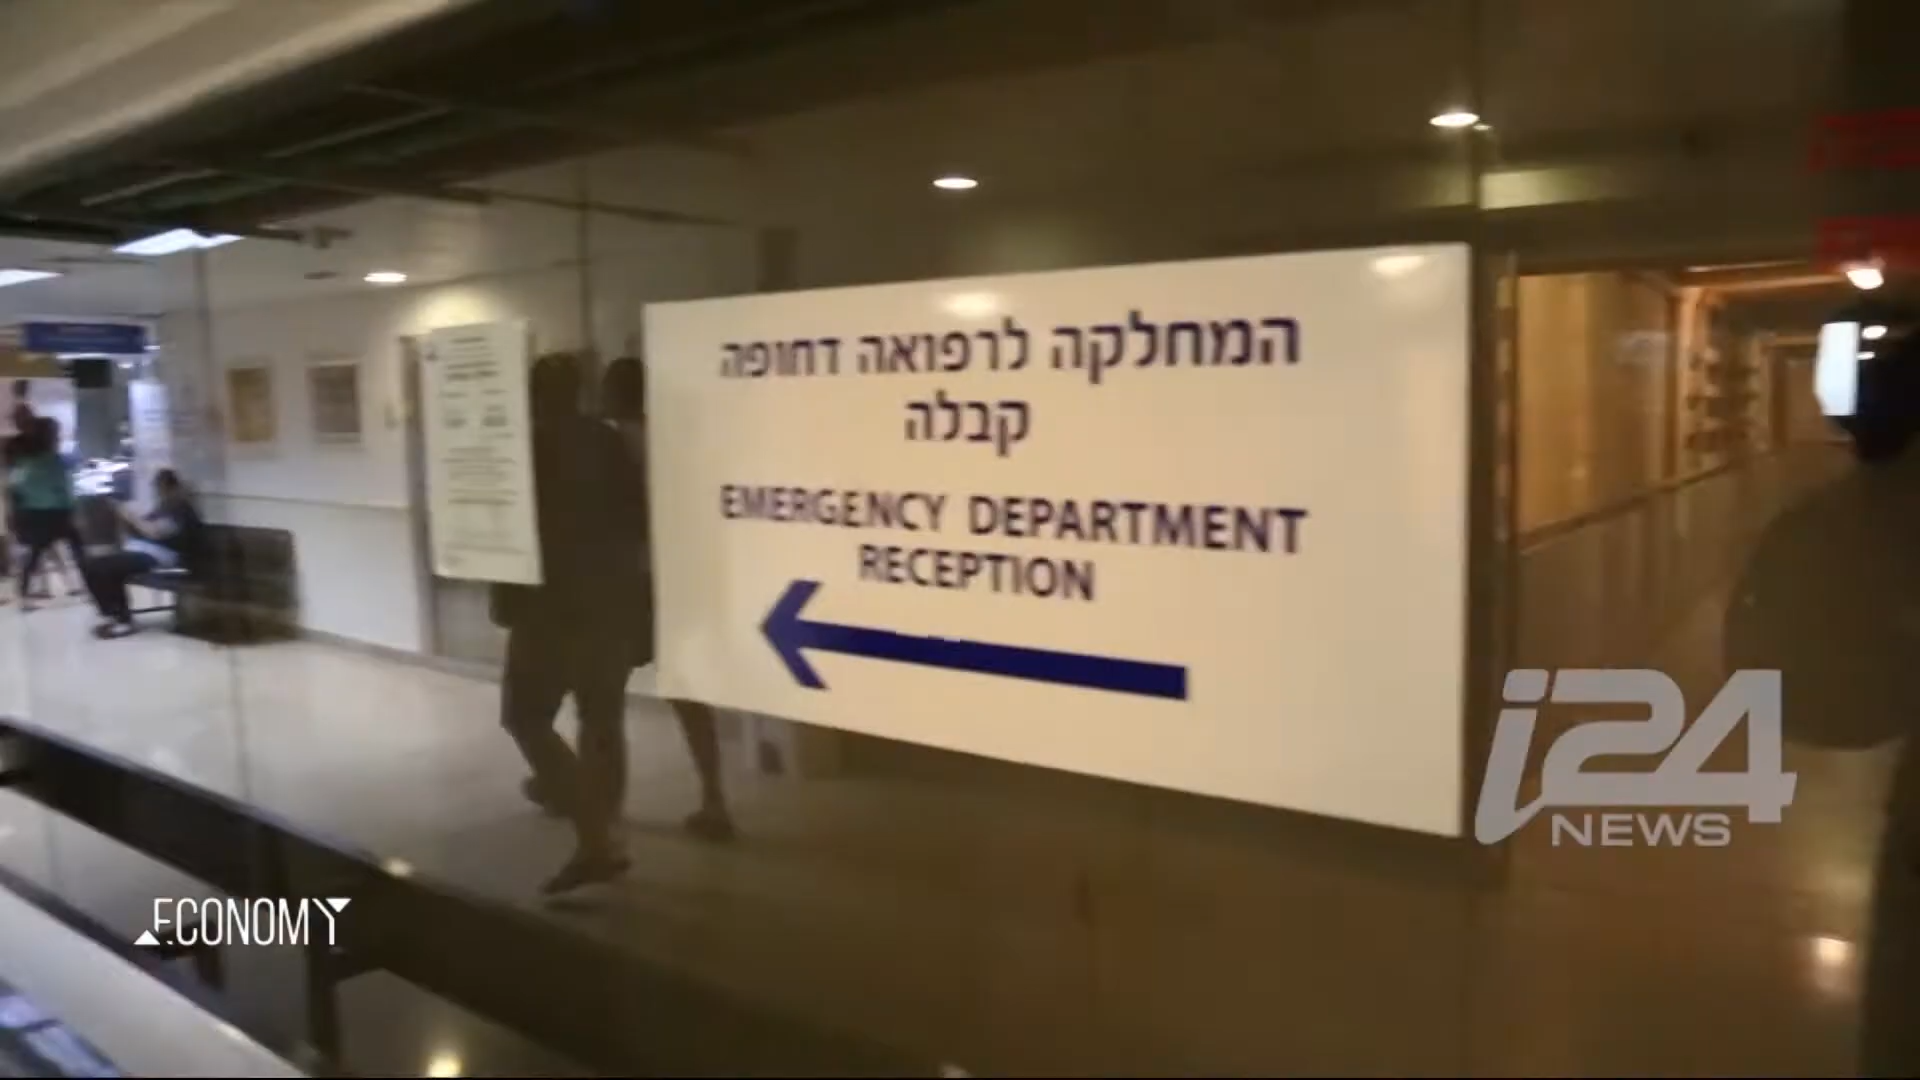 המחלקה לרפואה דחופה
קבלה
EMERGENCY DEPARTMENT
RECEPTION
i24
NEWS
ECONOMY